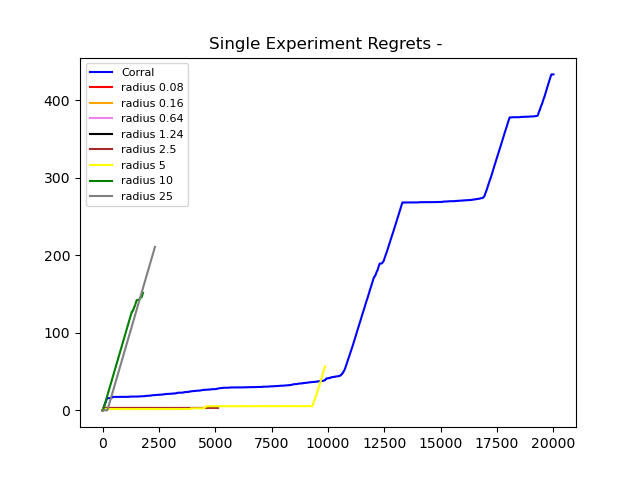 Single Experiment Regrets -
Corral
radius 0.08
radius 0.16
radius 0.64
radius 1.24
radius 2.5
radius 5
radius 10
radius 25
400
300
200
100
0
0 2500 5000 7500 10000 12500 15000 17500 20000